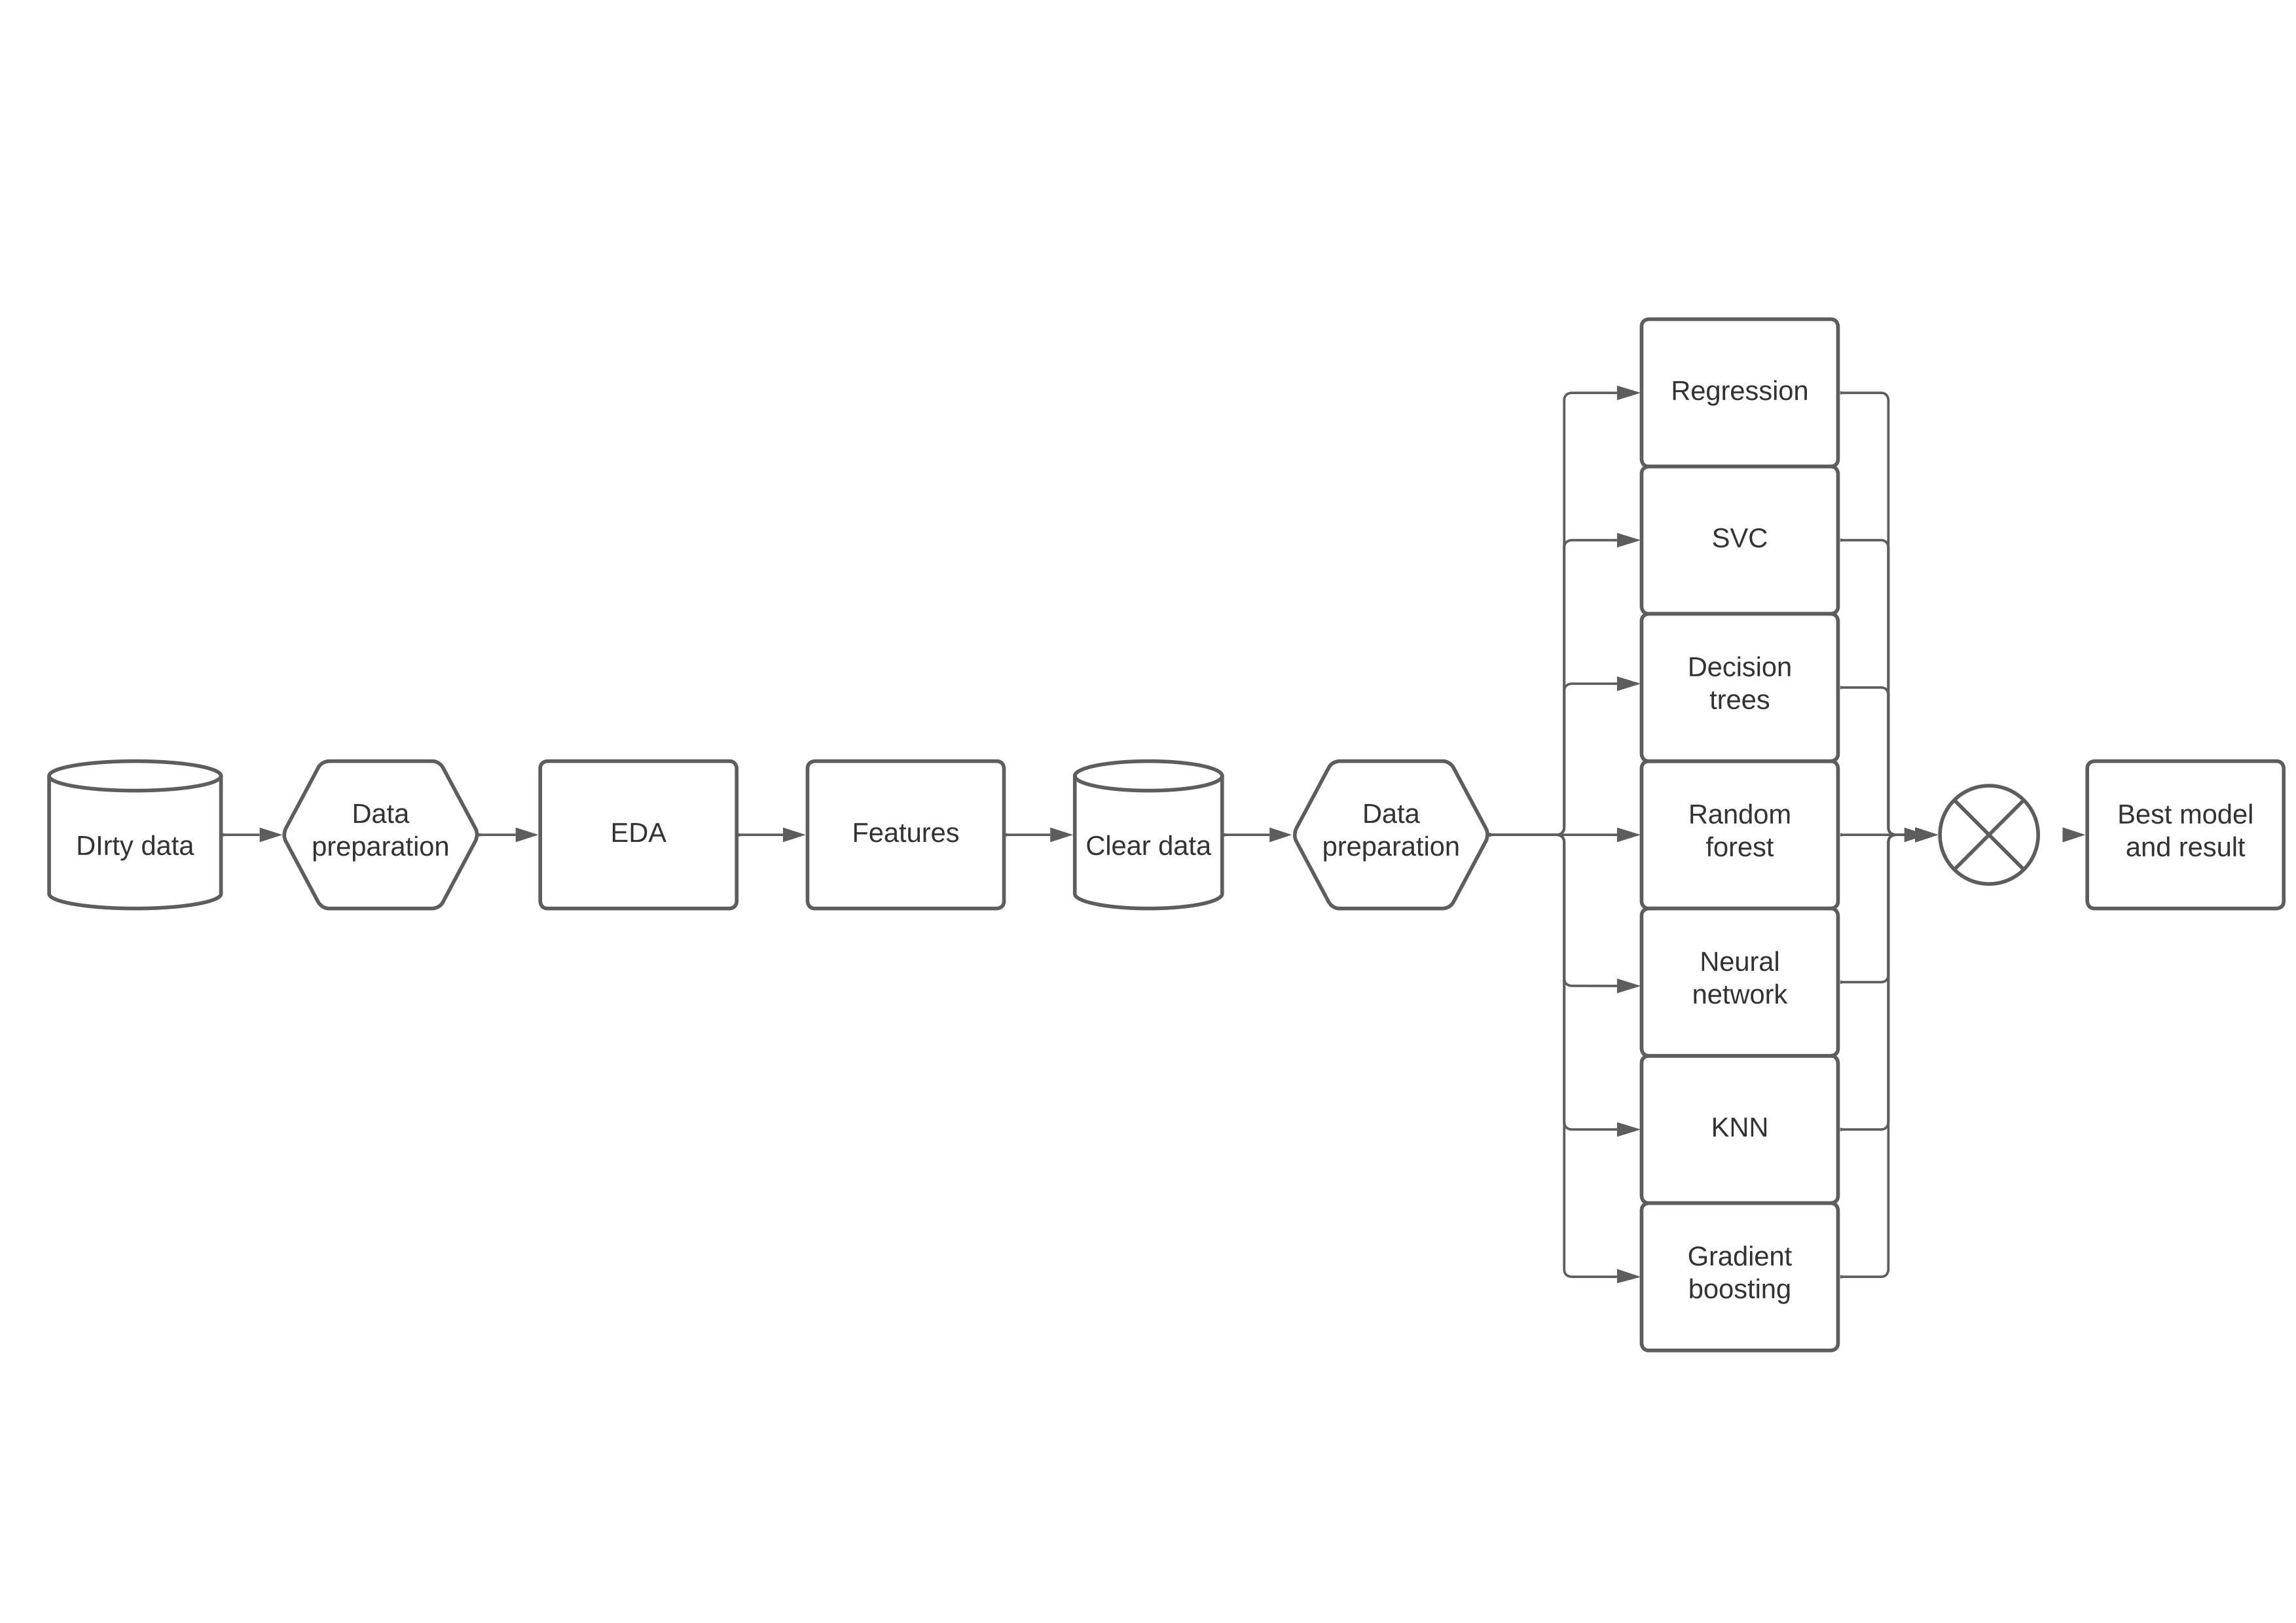 DIrty data
Data
preparation
EDA
Features
Clear data
Data
preparation
Regression
SVC
Decision
trees
Random
forest
Neural
network
KNN
Gradient
boosting
Best model
and result